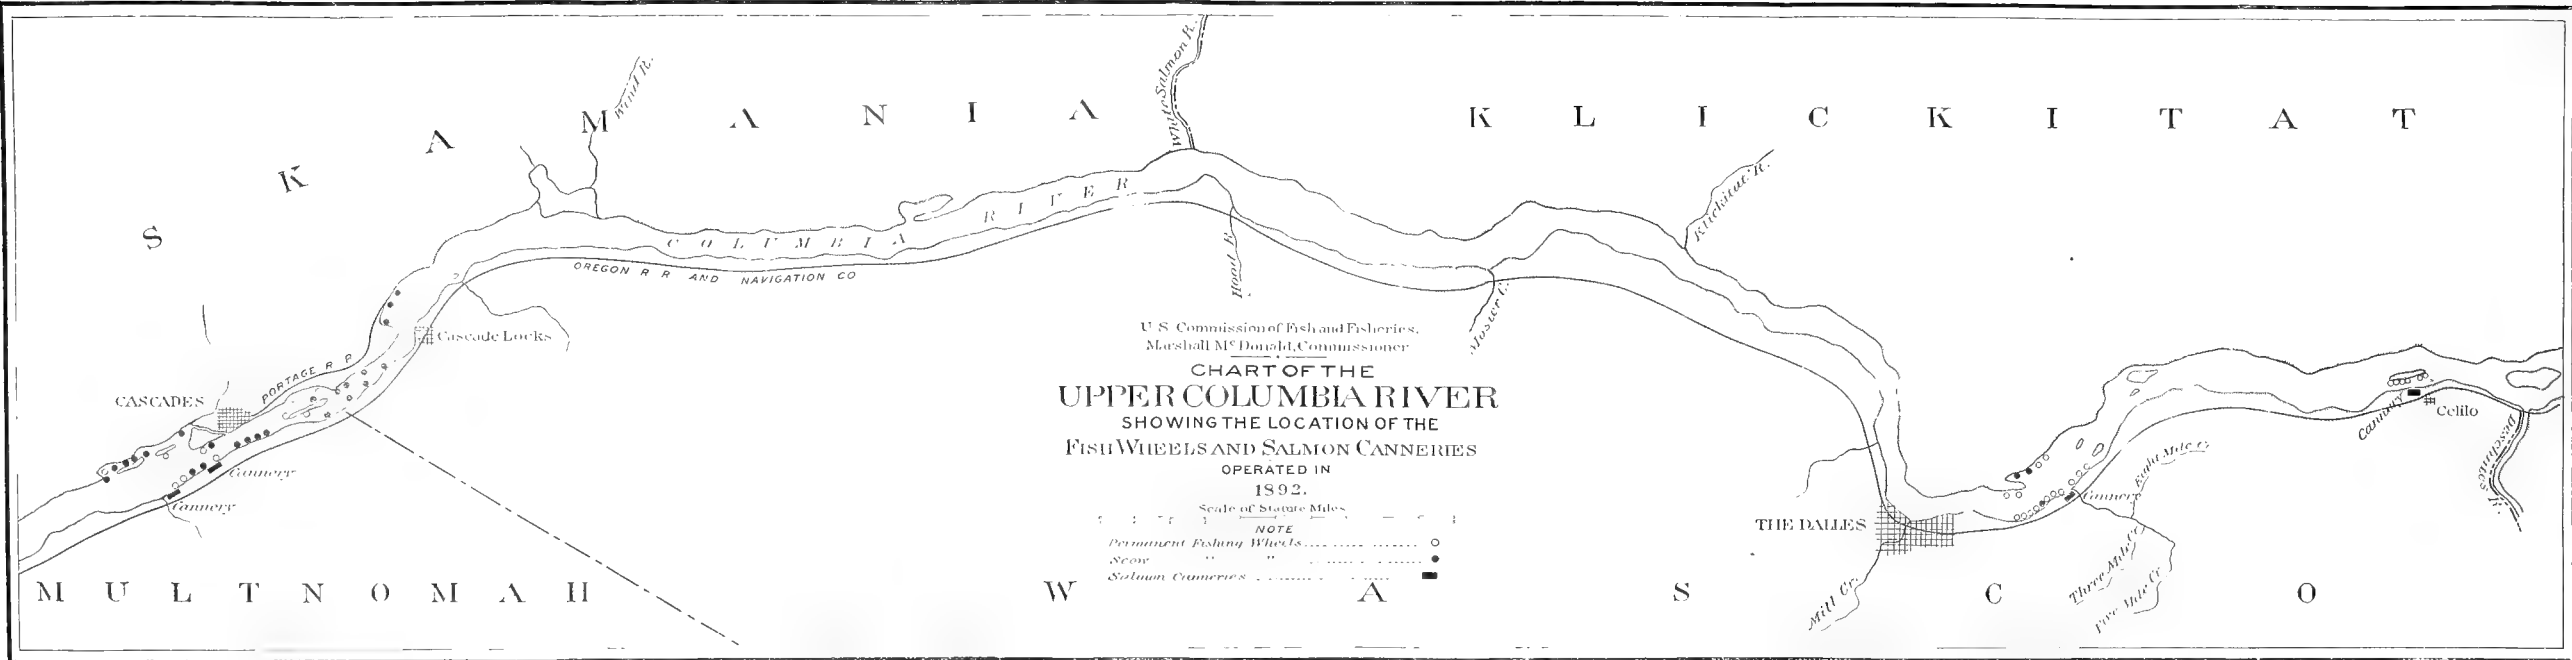 SKAMANIA
KLICKITAT
Wind R.
White Salmon R.
Klickitat R.
COLUMBIA RIVER
OREGON R R AND NAVIGATION CO
Hood R
Mosier C.
Cascade Locks
PORTAGE R R
CASCADES
Cannery
Cannery
U.S. Commission of Fish and Fisheries,
Marshall McDonald, Commissioner
CHART OF THE
UPPER COLUMBIA RIVER
SHOWING THE LOCATION OF THE
FISH WHEELS AND SALMON CANNERIES
OPERATED IN
1892.
Scale of Statute Miles
NOTE
Permanent Fishing Wheels
Scow " "
Salmon Canneries
THE DALLES
Cannery
Cannery
Celilo
Deschutes R.
Eight Mile Cr.
Three Mile Cr.
Five Mile Cr
Mill Cr.
MULTNOMAH
WASCO